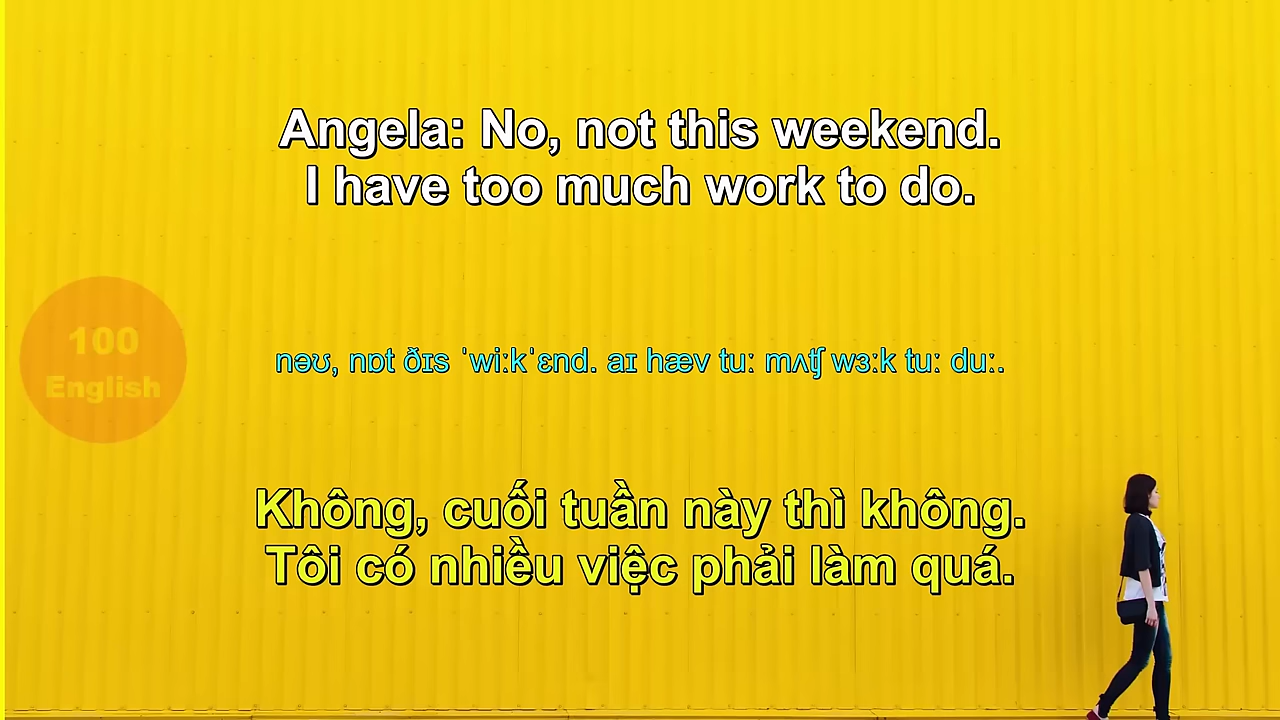 Angela: No, not this weekend.
I have too much work to do.
100
English
nəʊ, nɒt ðɪs ˈwiːkˈɛnd. aɪ hæv tuː mʌʧ wɜːk tuː duː.
Không, cuối tuần này thì không.
Tôi có nhiều việc phải làm quá.